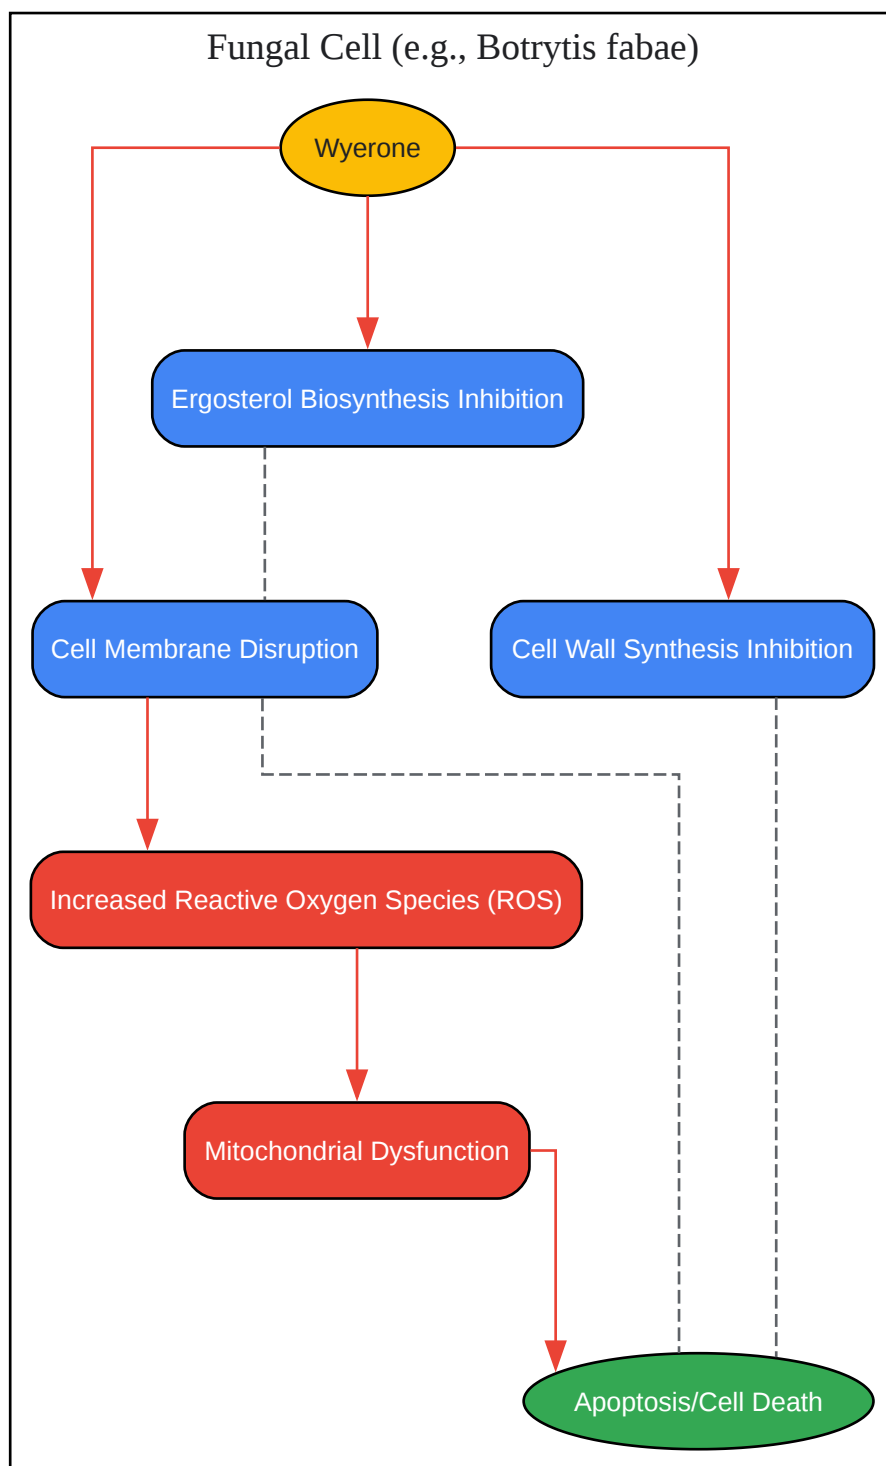 Fungal Cell (e.g., Botrytis fabae)
Wyerone
Ergosterol Biosynthesis Inhibition
Cell Membrane Disruption
Cell Wall Synthesis Inhibition
Increased Reactive Oxygen Species (ROS)
Mitochondrial Dysfunction
Apoptosis/Cell Death